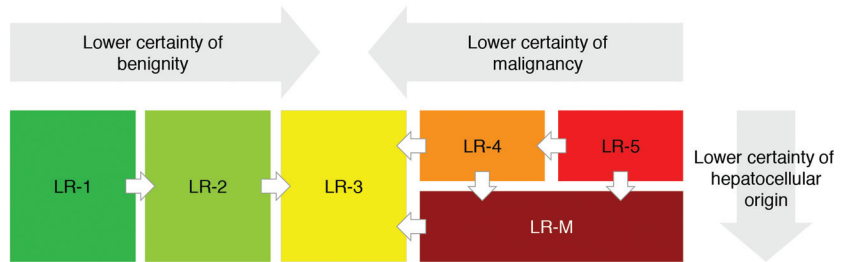 Lower certainty of
benignity
Lower certainty of
malignancy
LR-1
LR-2
LR-3
LR-4
LR-5
Lower certainty of
hepatocellular
origin
LR-M